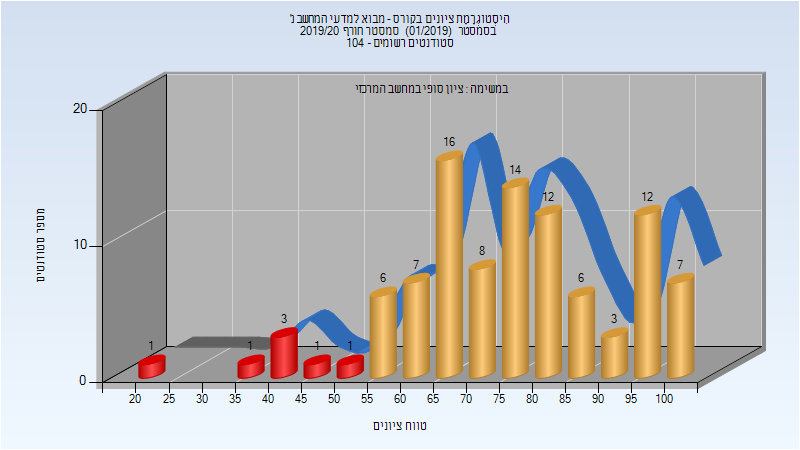 היסטוגרמת ציונים בקורס - מבוא למדעי המחשב נ'
בסמסטר (01/2019) סמסטר חורף 2019/20
סטודנטים רשומים - 104
במשימה : ציון סופי במחשב המרכזי
מספר סטודנטים
20
10
0
1
1
3
1
1
6
7
16
8
14
12
6
3
12
7
20 25 30 35 40 45 50 55 60 65 70 75 80 85 90 95 100
טווח ציונים